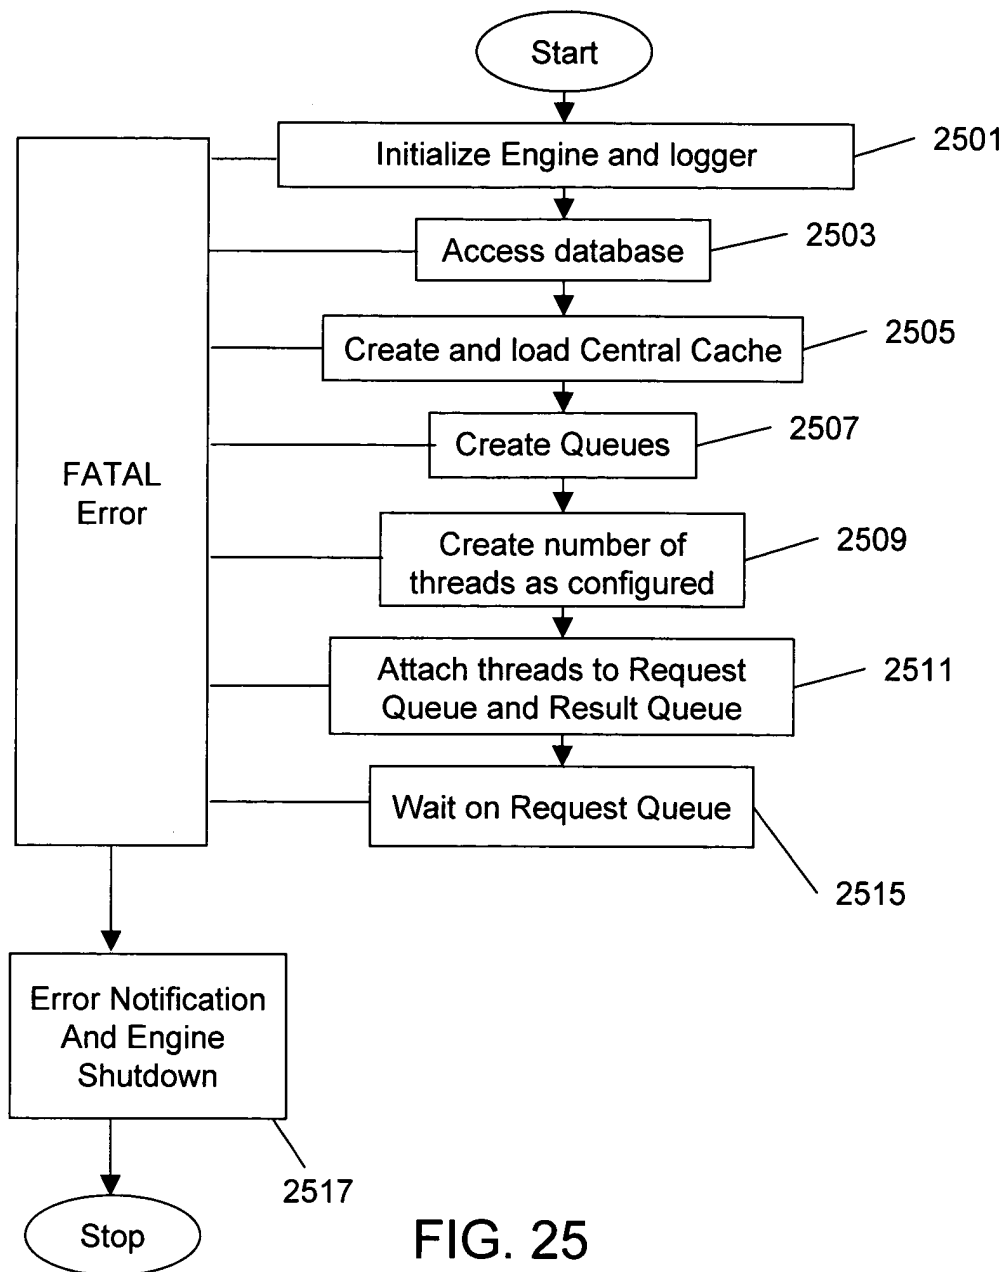 Start
Initialize Engine and logger
2501
Access database
2503
Create and load Central Cache
2505
Create Queues
2507
FATAL
Error
Create number of
threads as configured
2509
Attach threads to Request
Queue and Result Queue
2511
Wait on Request Queue
2515
Error Notification
And Engine
Shutdown
2517
Stop
FIG. 25